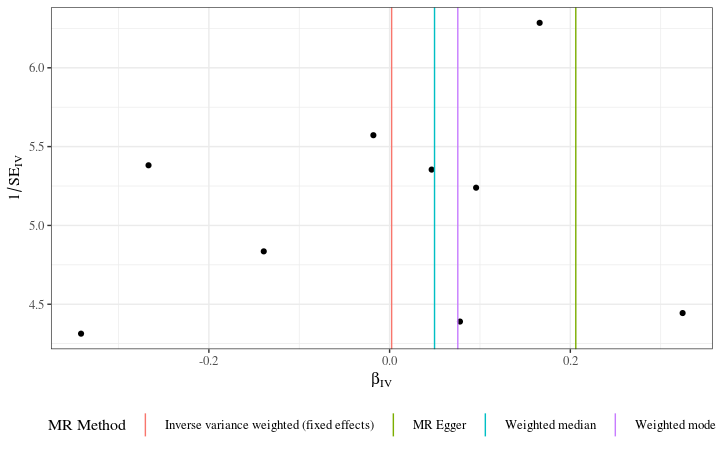 6.0
5.5
5.0
4.5
1/SE_IV
-0.2
0.0
0.2
β_IV
MR Method
Inverse variance weighted (fixed effects)
MR Egger
Weighted median
Weighted mode